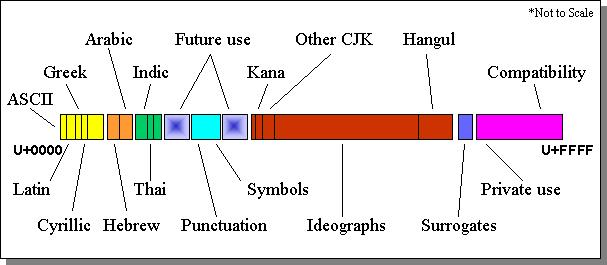 *Not to Scale
Arabic Future use Other CJK Hangul
Greek Indic Kana Compatibility
ASCII
U+0000 U+FFFF
Latin Thai Symbols Private use
Cyrillic Hebrew Punctuation Ideographs Surrogates